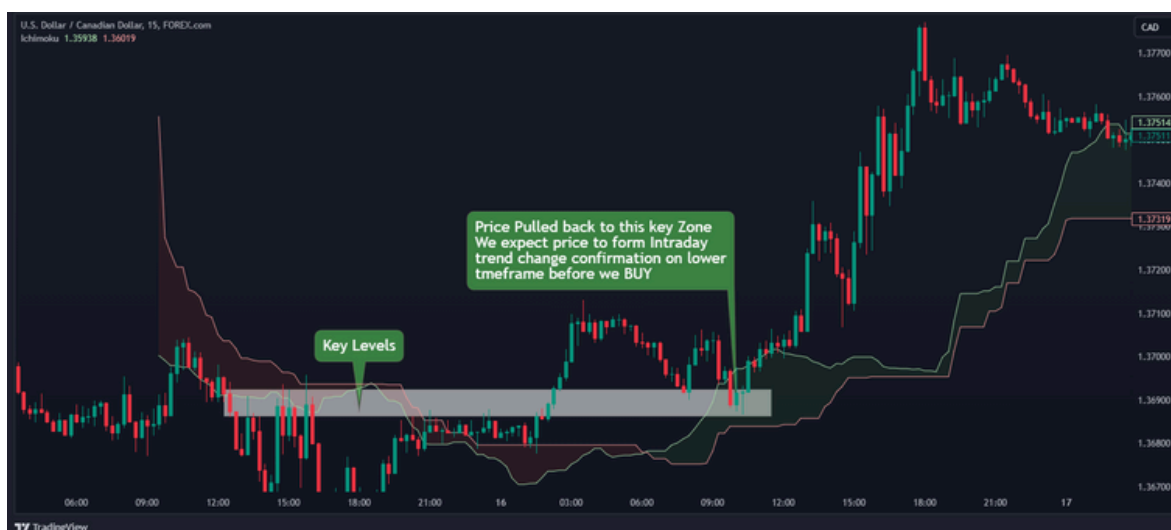 U.S. Dollar / Canadian Dollar, 15, FOREX.com
Ichimoku 1.35938 1.36019
CAD
1.37700
1.37600
1.37514
1.37511
1.37400
1.37319
1.37300
1.37200
1.37100
1.37000
1.36900
1.36800
1.36700
Price Pulled back to this key Zone
We expect price to form Intraday
trend change confirmation on lower
tmeframe before we BUY
Key Levels
06:00 09:00 12:00 15:00 18:00 21:00 16 03:00 06:00 09:00 12:00 15:00 18:00 21:00 17
TradingView